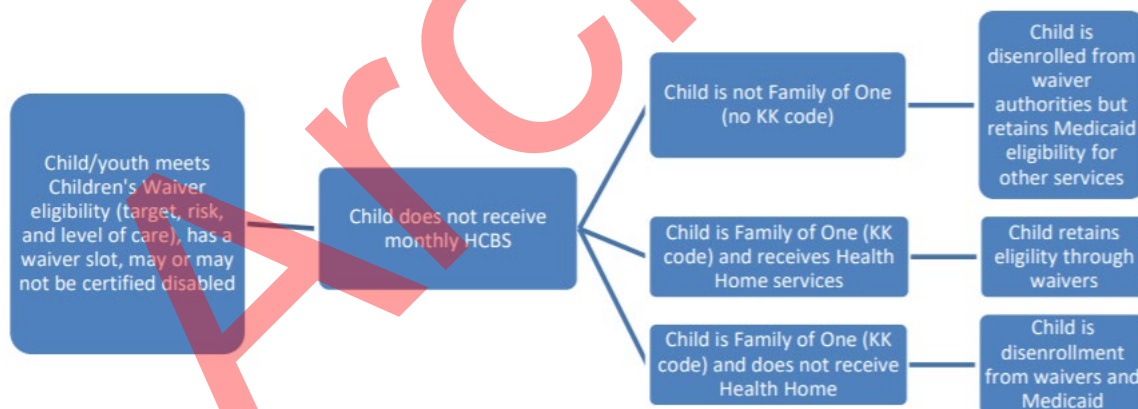 Child/youth meets
Children's Waiver
eligibility (target, risk,
and level of care), has a
waiver slot, may or may
not be certified disabled
Child does not receive
monthly HCBS
Child is not Family of One
(no KK code)
Child is
disenrolled from
waiver
authorities but
retains Medicaid
eligibility for
other services
Child is Family of One (KK
code) and receives Health
Home services
Child retains
eligility through
waivers
Child is Family of One (KK
code) and does not receive
Health Home
Child is
disenrollment
from waivers and
Medicaid